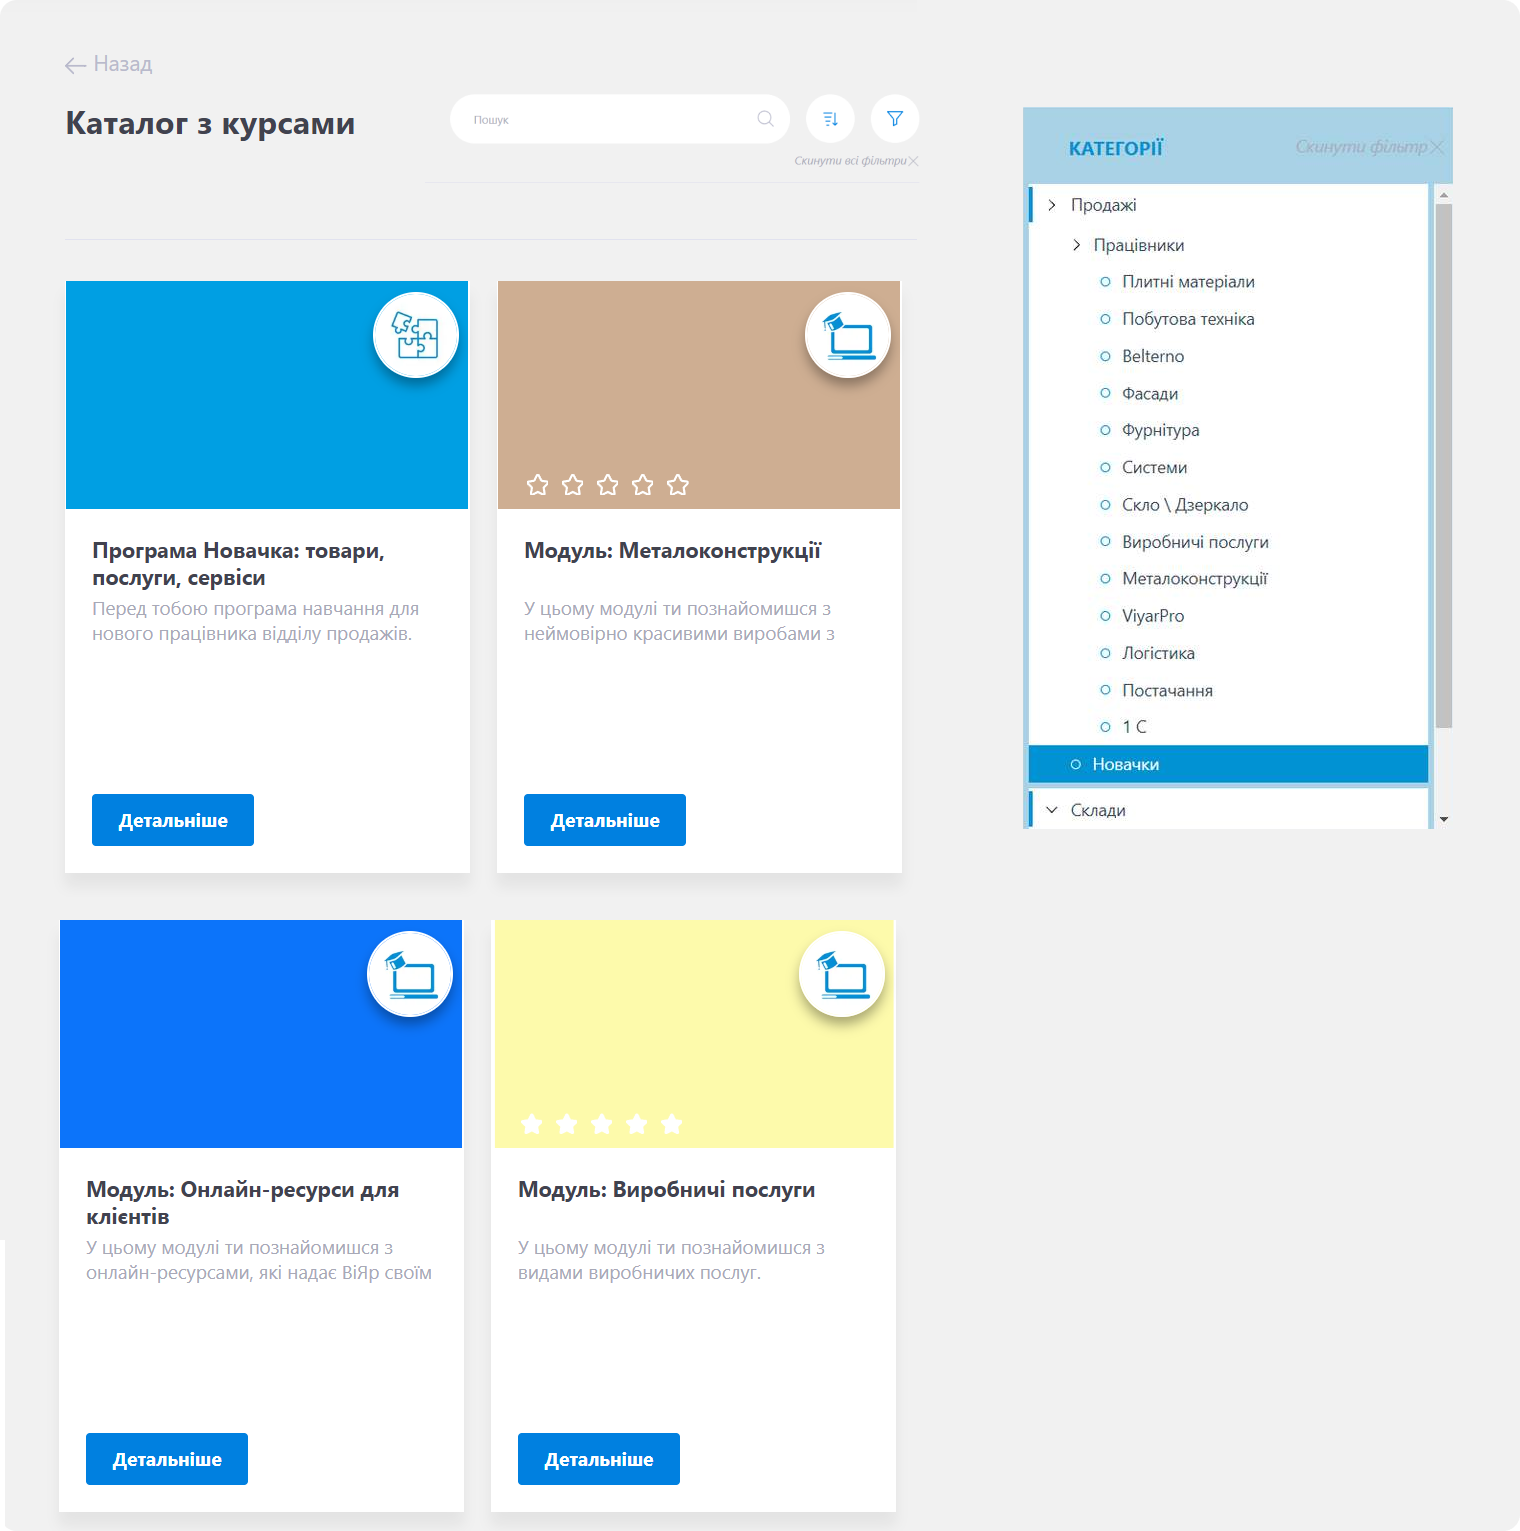 Назад
Каталог з курсами
Пошук
Скинути всі фільтри
Програма Новачка: товари,
послуги, сервіси
Перед тобою програма навчання для
нового працівника відділу продажів.
Детальніше
Модуль: Металоконструкції
У цьому модулі ти познайомишся з
неймовірно красивими виробами з
Детальніше
Модуль: Онлайн-ресурси для
клієнтів
У цьому модулі ти познайомишся з
онлайн-ресурсами, які надає ВіЯр своїм
Детальніше
Модуль: Виробничі послуги
У цьому модулі ти познайомишся з
видами виробничих послуг.
Детальніше
КАТЕГОРІЇ
Скинути фільтр
Продажі
Працівники
Плитні матеріали
Побутова техніка
Belterno
Фасади
Фурнітура
Системи
Скло \ Дзеркало
Виробничі послуги
Металоконструкції
ViyarPro
Логістика
Постачання
1 С
Новачки
Склади